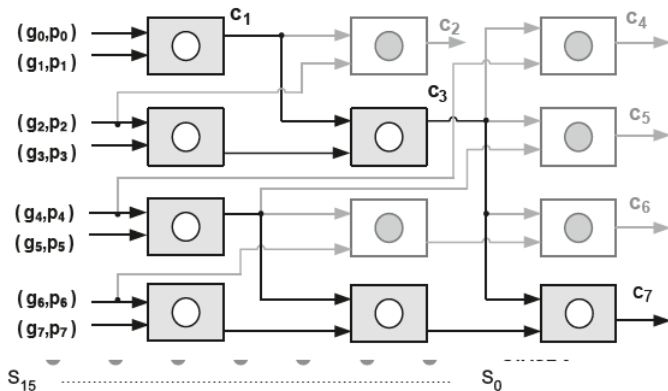 C₁
C₂
C₄
(g₀,p₀)
(g₁,p₁)
C₃
C₅
(g₂,p₂)
(g₃,p₃)
C₆
(g₄,p₄)
(g₅,p₅)
C₇
(g₆,p₆)
(g₇,p₇)
S₁₅ S₀